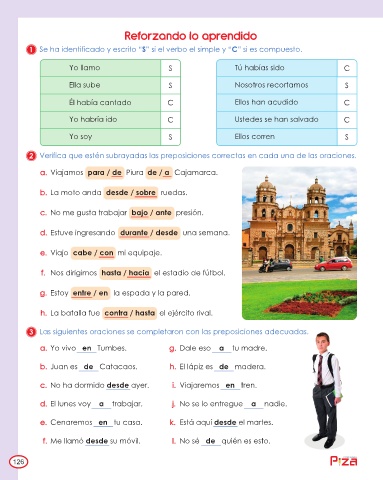 Reforzando lo aprendido
1 Se ha identificado y escrito “S” si el verbo el simple y “C” si es compuesto.
Yo llamo S
Ella sube S
Él había cantado C
Yo habría ido C
Yo soy S
Tú habías sido C
Nosotros recortamos S
Ellos han acudido C
Ustedes se han salvado C
Ellos corren S
2 Verifica que estén subrayadas las preposiciones correctas en cada una de las oraciones.
a. Viajamos para / de Piura de / a Cajamarca.
b. La moto anda desde / sobre ruedas.
c. No me gusta trabajar bajo / ante presión.
d. Estuve ingresando durante / desde una semana.
e. Viajo cabe / con mi equipaje.
f. Nos dirigimos hasta / hacia el estadio de fútbol.
g. Estoy entre / en la espada y la pared.
h. La batalla fue contra / hasta el ejército rival.
3 Las siguientes oraciones se completaron con las preposiciones adecuadas.
a. Yo vivo en Tumbes.
b. Juan es de Catacaos.
c. No ha dormido desde ayer.
d. El lunes voy a trabajar.
e. Cenaremos en tu casa.
f. Me llamó desde su móvil.
g. Dale eso a tu madre.
h. El lápiz es de madera.
i. Viajaremos en tren.
j. No se lo entregue a nadie.
k. Está aquí desde el martes.
l. No sé de quién es esto.
126